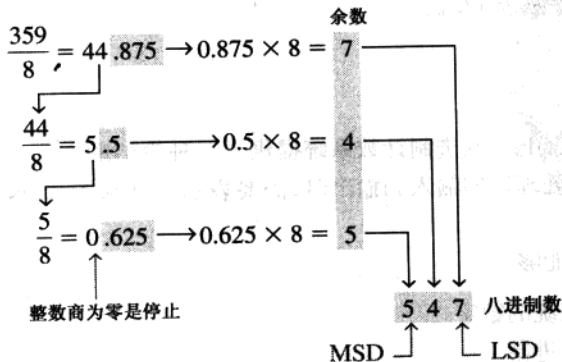 余数
359/8 = 44 .875 → 0.875 × 8 = 7
44/8 = 5 .5 → 0.5 × 8 = 4
5/8 = 0 .625 → 0.625 × 8 = 5
整数商为零是停止
5 4 7 八进制数
MSD LSD